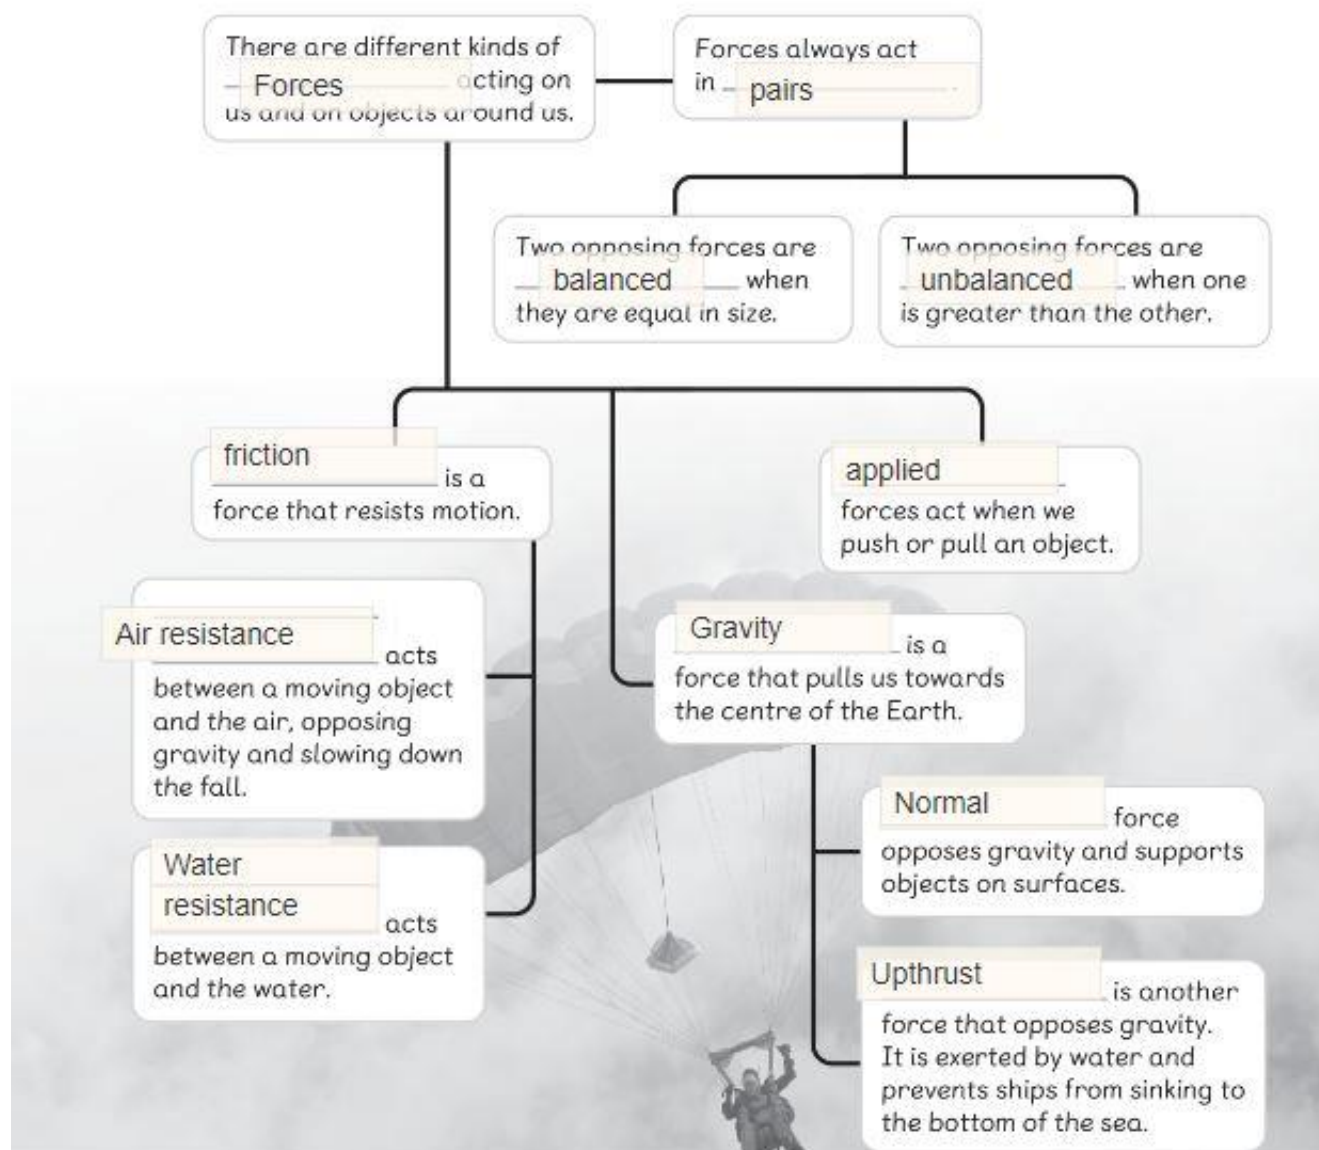 There are different kinds of
Forces acting on
us and on objects around us.
Forces always act
in pairs
Two opposing forces are
balanced when
they are equal in size.
Two opposing forces are
unbalanced when one
is greater than the other.
friction is a
force that resists motion.
applied
forces act when we
push or pull an object.
Air resistance
acts
between a moving object
and the air, opposing
gravity and slowing down
the fall.
Gravity is a
force that pulls us towards
the centre of the Earth.
Water
resistance acts
between a moving object
and the water.
Normal force
opposes gravity and supports
objects on surfaces.
Upthrust is another
force that opposes gravity.
It is exerted by water and
prevents ships from sinking to
the bottom of the sea.